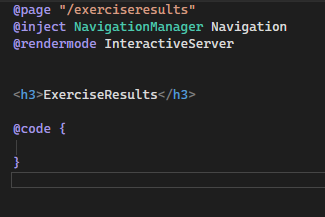 @page "/exerciseresults"
@inject NavigationManager Navigation
@rendermode InteractiveServer
<h3>ExerciseResults</h3>
@code {
}